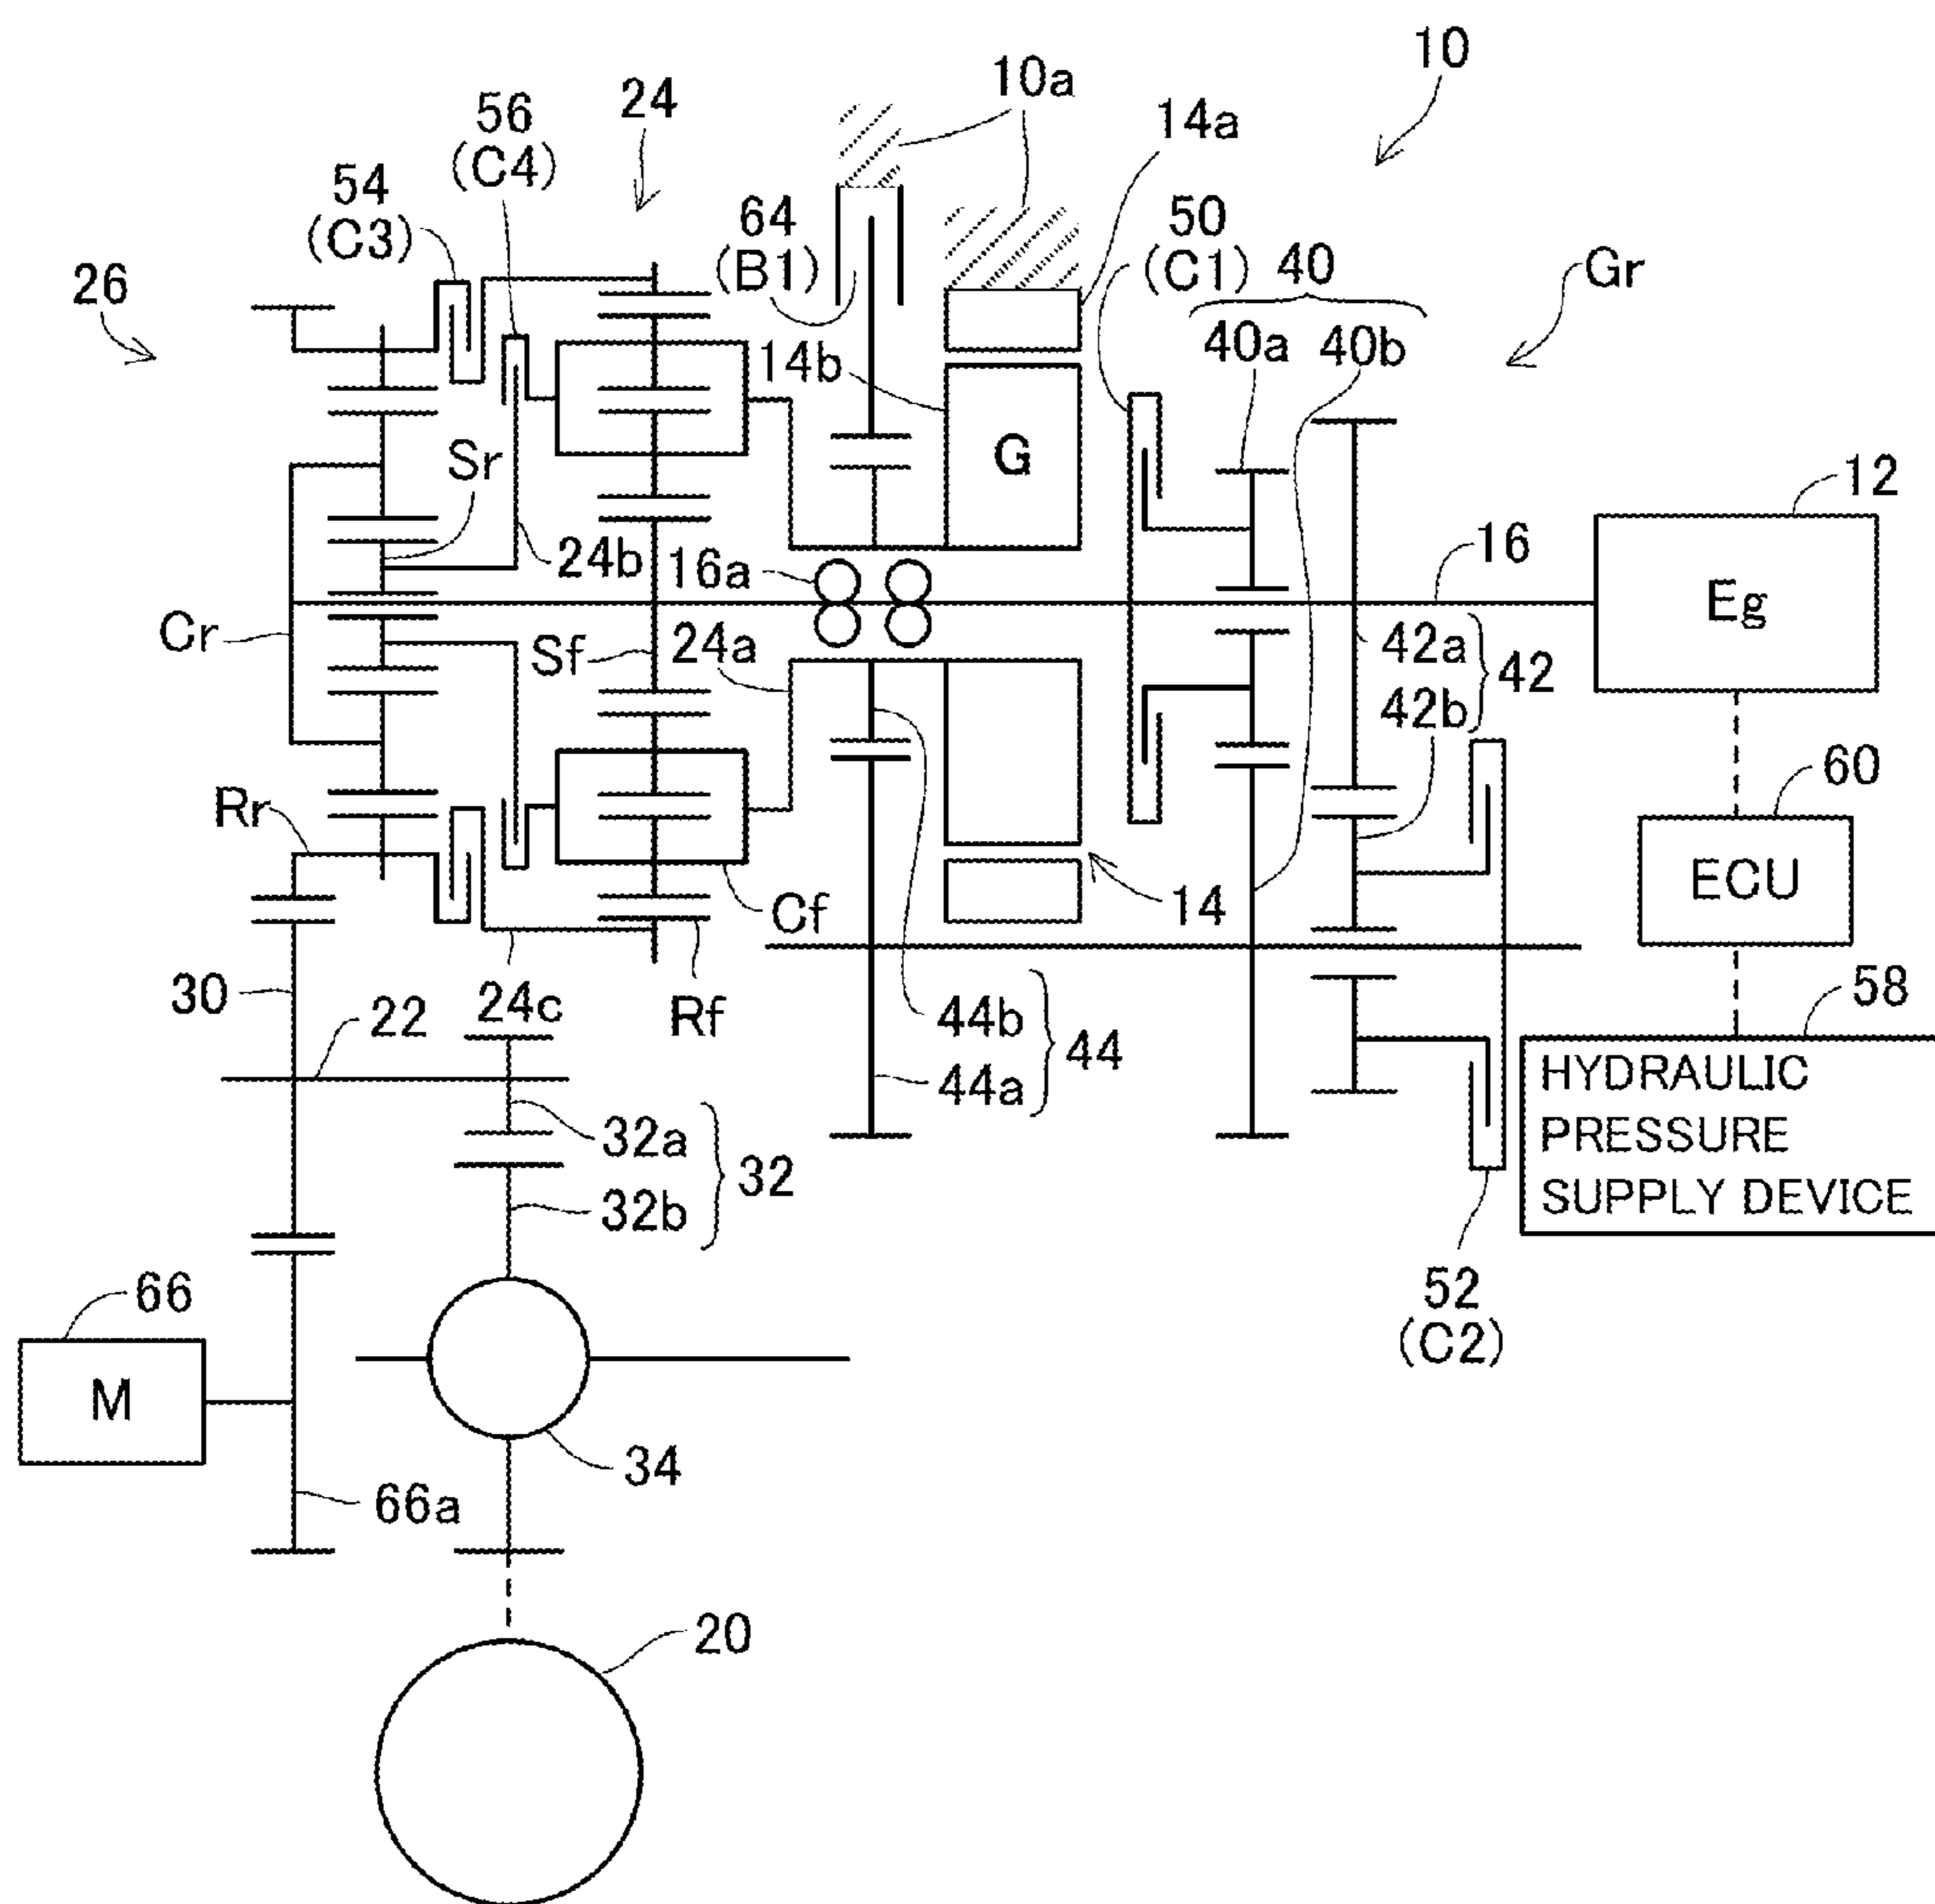 10
10a
24
14a
56
(C4)
54
(C3)
64
(B1)
50
(C1)
40
Gr
26
40a
40b
14b
G
12
Sr
24b
16a
16
Eg
Cr
Sf
24a
42a
42
42b
60
Rr
ECU
Cf
14
30
22
24c
Rf
44b
44
44a
58
HYDRAULIC
PRESSURE
SUPPLY DEVICE
32a
32
32b
66
52
(C2)
M
34
66a
20